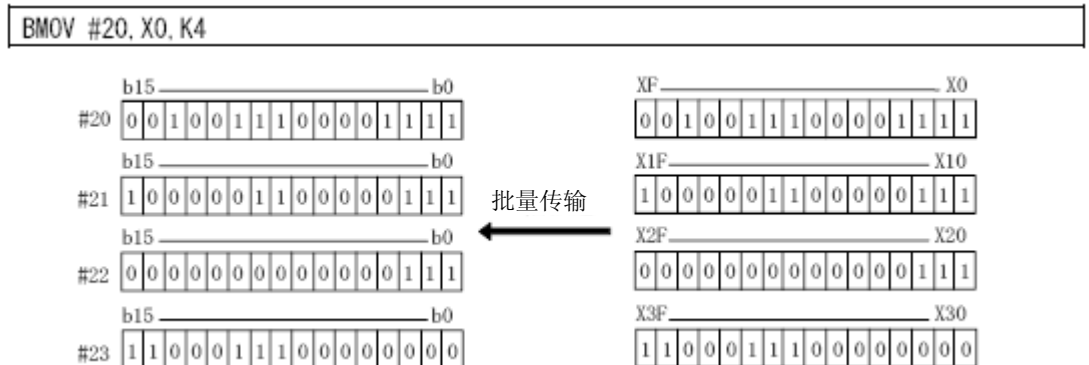 BMOV #20, X0, K4
b15 b0 XF X0
#20 0 0 1 0 0 1 1 1 0 0 0 0 1 1 1 1 0 0 1 0 0 1 1 1 0 0 0 0 1 1 1 1
b15 b0 X1F X10
#21 1 0 0 0 0 0 1 1 0 0 0 0 0 1 1 1 1 0 0 0 0 0 1 1 0 0 0 0 0 1 1 1
批量传输
b15 b0 X2F X20
#22 0 0 0 0 0 0 0 0 0 0 0 0 0 1 1 1 0 0 0 0 0 0 0 0 0 0 0 0 0 1 1 1
b15 b0 X3F X30
#23 1 1 0 0 0 1 1 1 0 0 0 0 0 0 0 0 1 1 0 0 0 1 1 1 0 0 0 0 0 0 0 0